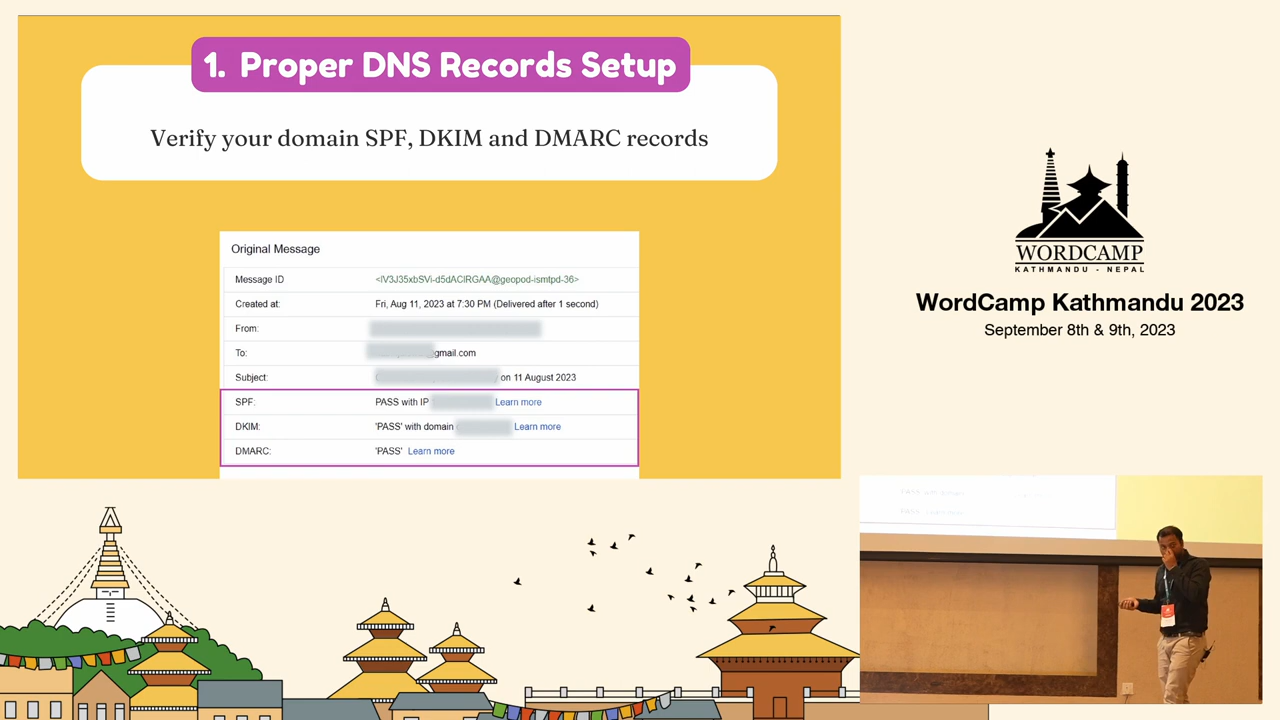 1. Proper DNS Records Setup
Verify your domain SPF, DKIM and DMARC records
Original Message
Message ID <lV3J35xbSVi-d5dAClRGAA@geopod-ismtpd-36>
Created at: Fri, Aug 11, 2023 at 7:30 PM (Delivered after 1 second)
From:
To: gmail.com
Subject: on 11 August 2023
SPF: PASS with IP Learn more
DKIM: 'PASS' with domain Learn more
DMARC: 'PASS' Learn more
WORDCAMP
KATHMANDU - NEPAL
WordCamp Kathmandu 2023
September 8th & 9th, 2023